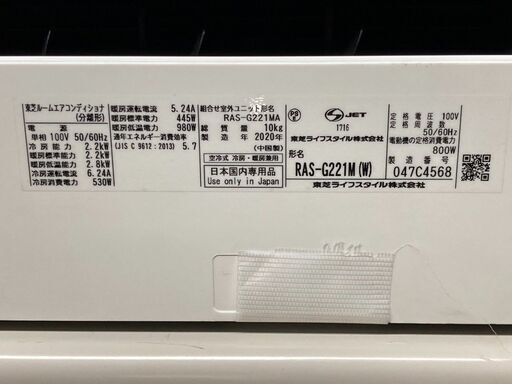 東芝ルームエアコンディショナ
(分離形)
電 源
単相 100V 50/60Hz
冷 房 能 力 2.2kW
暖房標準能力 2.2kW
暖房低温能力 2.8kW
冷房運転電流 6.24A
冷房消費電力 530W
暖房運転電流 5.24A
暖房標準電力 445W
暖房低温電力 980W
通年エネルギー消費効率
(JIS C 9612:2013) 5.7
組合せ室外ユニット形名
RAS-G221MA
総 質 量 10kg
製 造 年 2020年
(中国製)
空冷式 冷房・暖房兼用
日本国内専用品
Use only in Japan
PS E
JET
1716
東芝ライフスタイル株式会社
形名
RAS-G221M(W)
定 格 電 圧 100V
定 格 周 波 数
50/60Hz
電動機の定格消費電力
800W
製 造 番 号
047C4568
東芝ライフスタイル株式会社